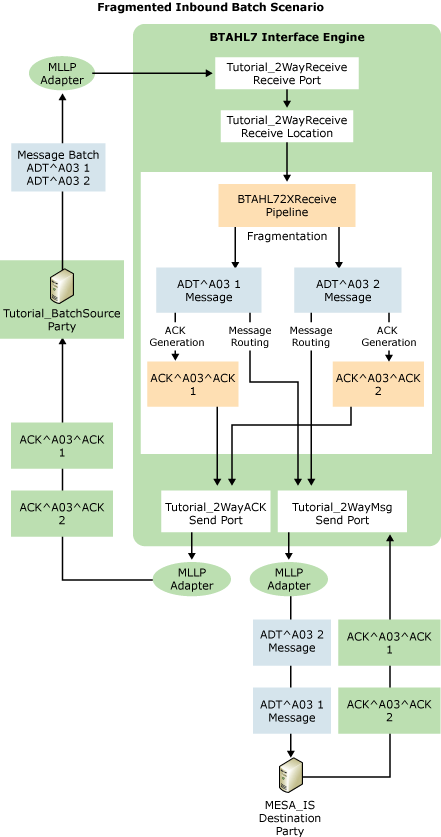 Fragmented Inbound Batch Scenario
BTAHL7 Interface Engine
MLLP
Adapter
Tutorial_2WayReceive
Receive Port
Tutorial_2WayReceive
Receive Location
Message Batch
ADT^A03 1
ADT^A03 2
BTAHL72XReceive
Pipeline
Fragmentation
ADT^A03 1
Message
ADT^A03 2
Message
Tutorial_BatchSource
Party
ACK
Generation
Message
Routing
Message
Routing
ACK
Generation
ACK^A03^ACK
1
ACK^A03^ACK
2
ACK^A03^ACK
1
ACK^A03^ACK
2
Tutorial_2WayACK
Send Port
Tutorial_2WayMsg
Send Port
MLLP
Adapter
MLLP
Adapter
ADT^A03 2
Message
ACK^A03^ACK
1
ADT^A03 1
Message
ACK^A03^ACK
2
MESA_IS
Destination
Party